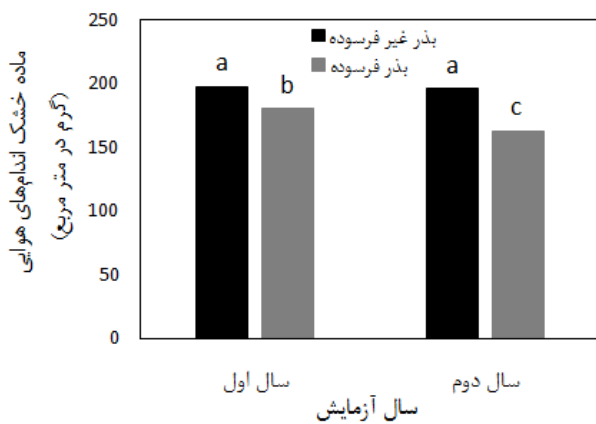 ماده خشک اندام‌های هوایی
(گرم در متر مربع)
250
200
150
100
50
0
بذر غیر فرسوده
بذر فرسوده
a
b
a
c
سال اول
سال دوم
سال آزمایش